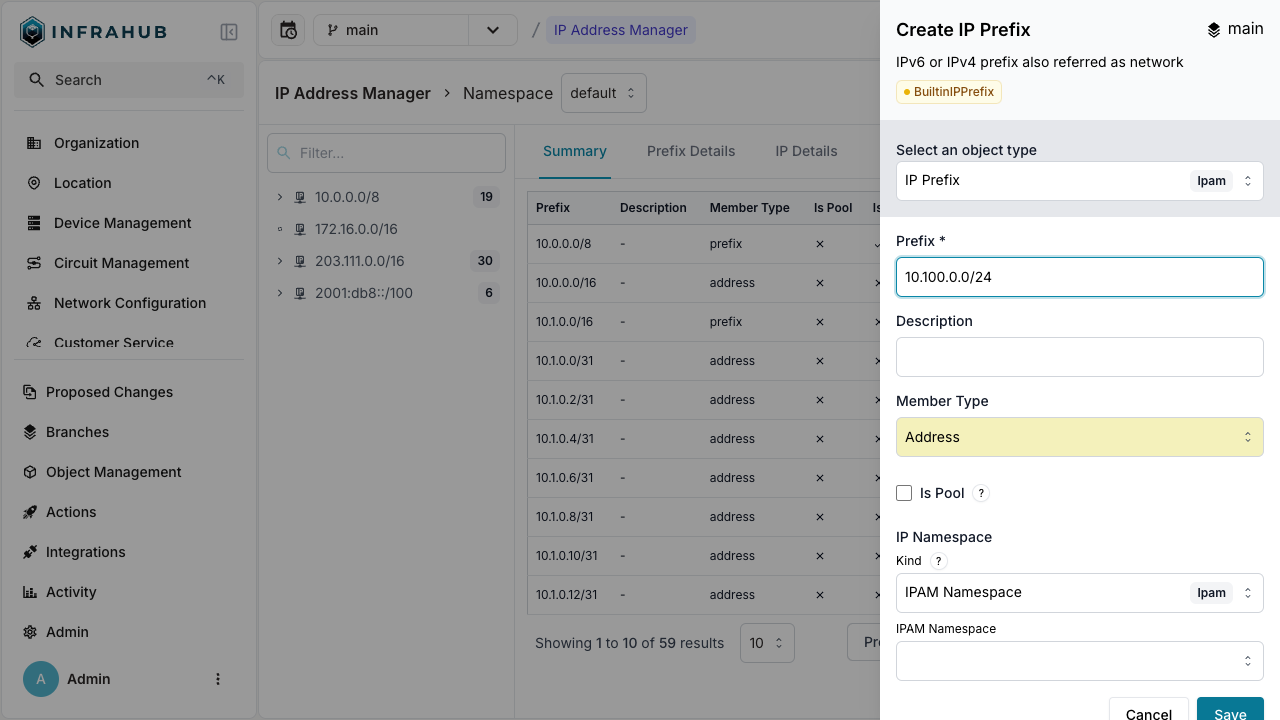 INFRAHUB
Search
^K
Organization
Location
Device Management
Circuit Management
Network Configuration
Customer Service
Proposed Changes
Branches
Object Management
Actions
Integrations
Activity
Admin
A
Admin
main
/
IP Address Manager
IP Address Manager > Namespace default
Filter...
10.0.0.0/8 19
172.16.0.0/16
203.111.0.0/16 30
2001:db8::/100 6
Summary Prefix Details IP Details
Prefix Description Member Type Is Pool Is
10.0.0.0/8 - prefix
10.0.0.0/16 - address
10.1.0.0/16 - prefix
10.1.0.0/31 - address
10.1.0.2/31 - address
10.1.0.4/31 - address
10.1.0.6/31 - address
10.1.0.8/31 - address
10.1.0.10/31 - address
10.1.0.12/31 - address
Showing 1 to 10 of 59 results 10
Create IP Prefix
main
IPv6 or IPv4 prefix also referred as network
BuiltinIPPrefix
Select an object type
IP Prefix Ipam
Prefix *
10.100.0.0/24
Description
Member Type
Address
Is Pool ?
IP Namespace
Kind ?
IPAM Namespace Ipam
IPAM Namespace
Cancel Save